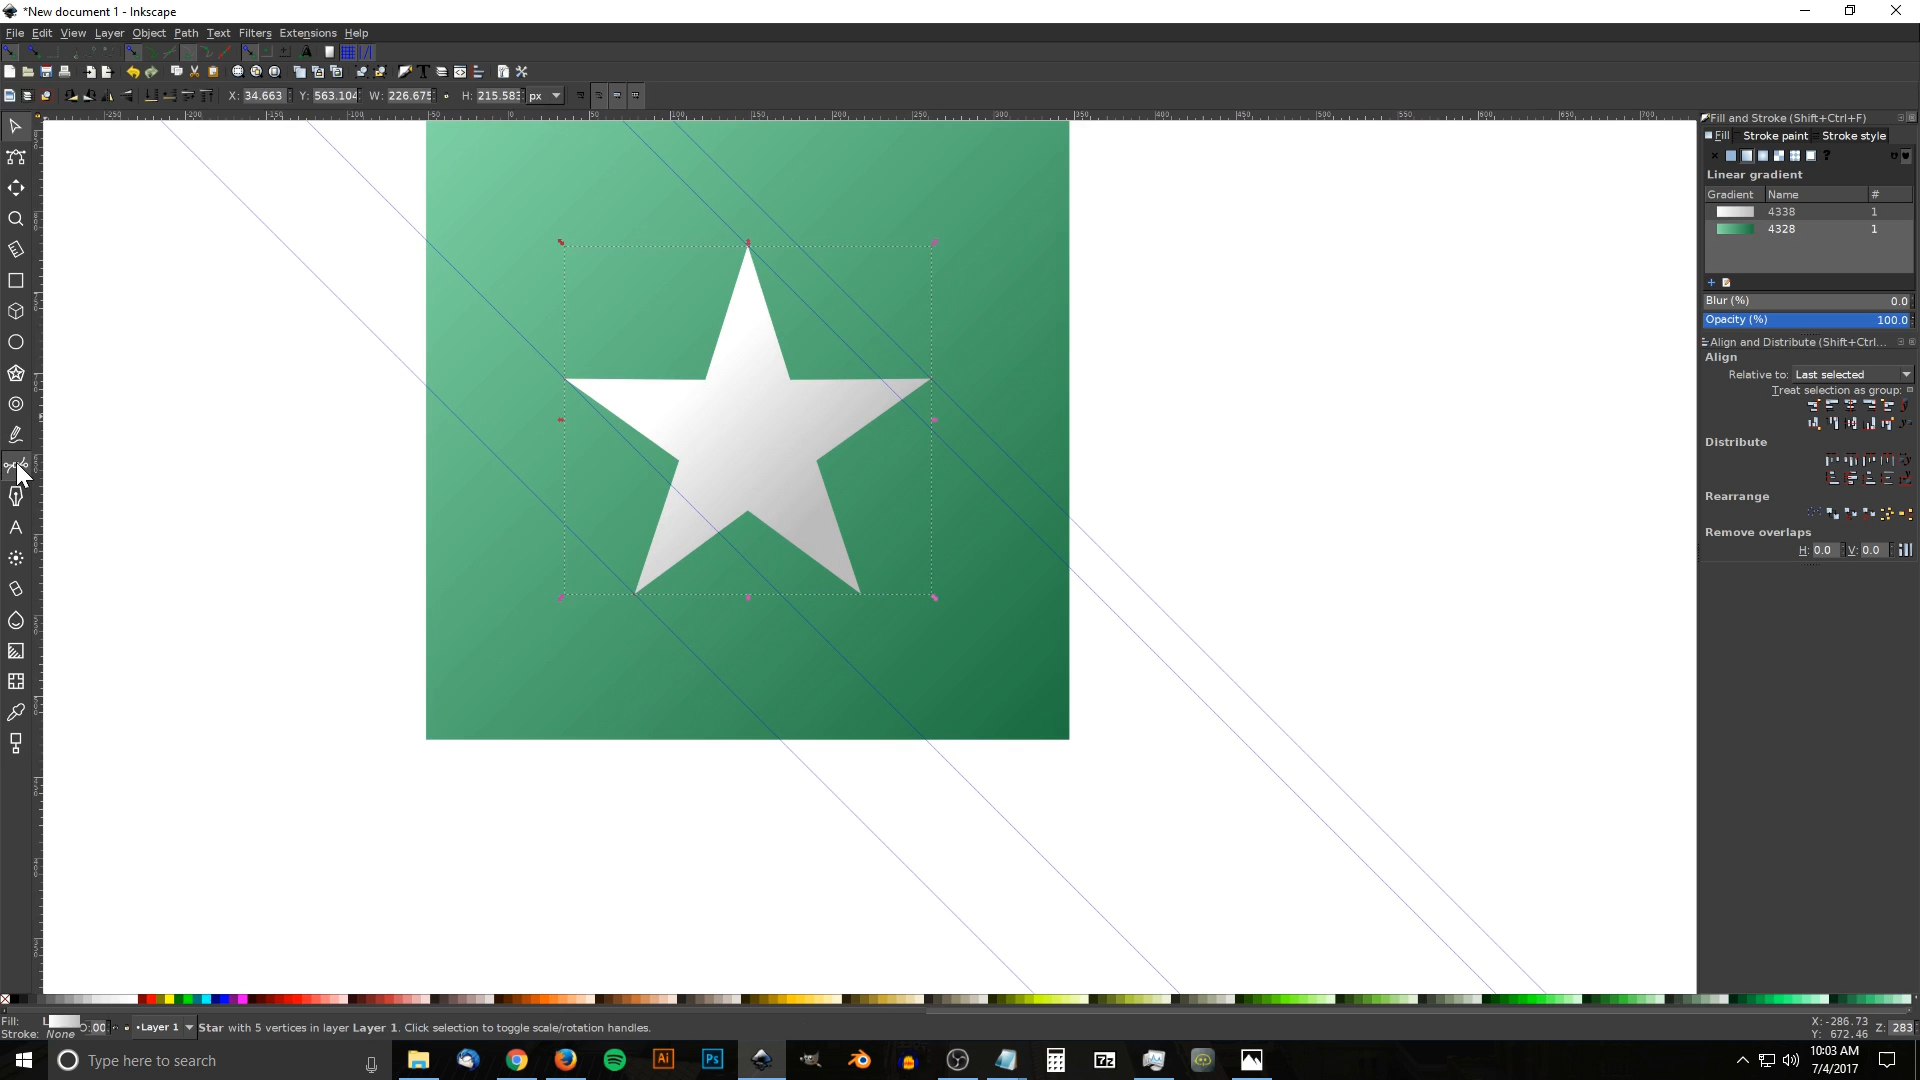 *New document 1 - Inkscape
File Edit View Layer Object Path Text Filters Extensions Help
X: 34.663 Y: 563.104 W: 226.675 H: 215.583 px
Fill and Stroke (Shift+Ctrl+F)
Fill Stroke paint Stroke style
Linear gradient
Gradient Name #
4338 1
4328 1
Blur (%) 0.0
Opacity (%) 100.0
Align and Distribute (Shift+Ctrl...
Align
Relative to: Last selected
Treat selection as group:
Distribute
Rearrange
Remove overlaps
H: 0.0 V: 0.0
Fill: L
Stroke: None
Layer 1 Star with 5 vertices in layer Layer 1. Click selection to toggle scale/rotation handles.
X: -286.73
Y: 672.46 Z: 283
Type here to search
Ai Ps 7z
10:03 AM
7/4/2017